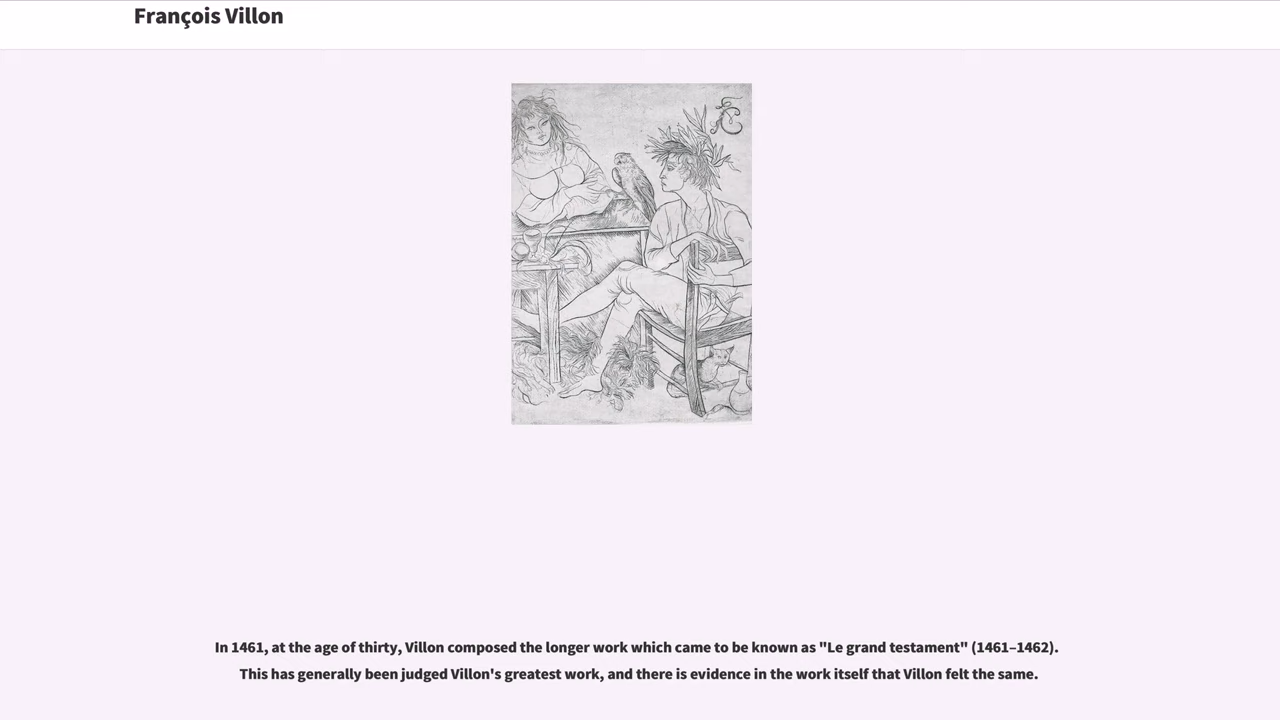 François Villon
In 1461, at the age of thirty, Villon composed the longer work which came to be known as "Le grand testament" (1461–1462).
This has generally been judged Villon's greatest work, and there is evidence in the work itself that Villon felt the same.